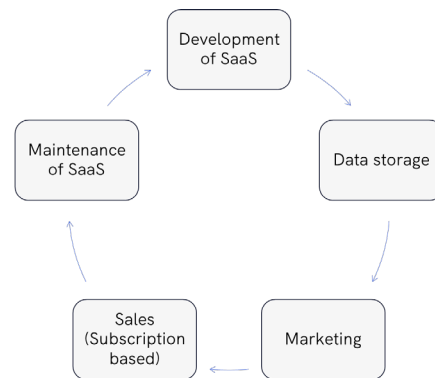 Development
of SaaS
Data storage
Marketing
Sales
(Subscription
based)
Maintenance
of SaaS